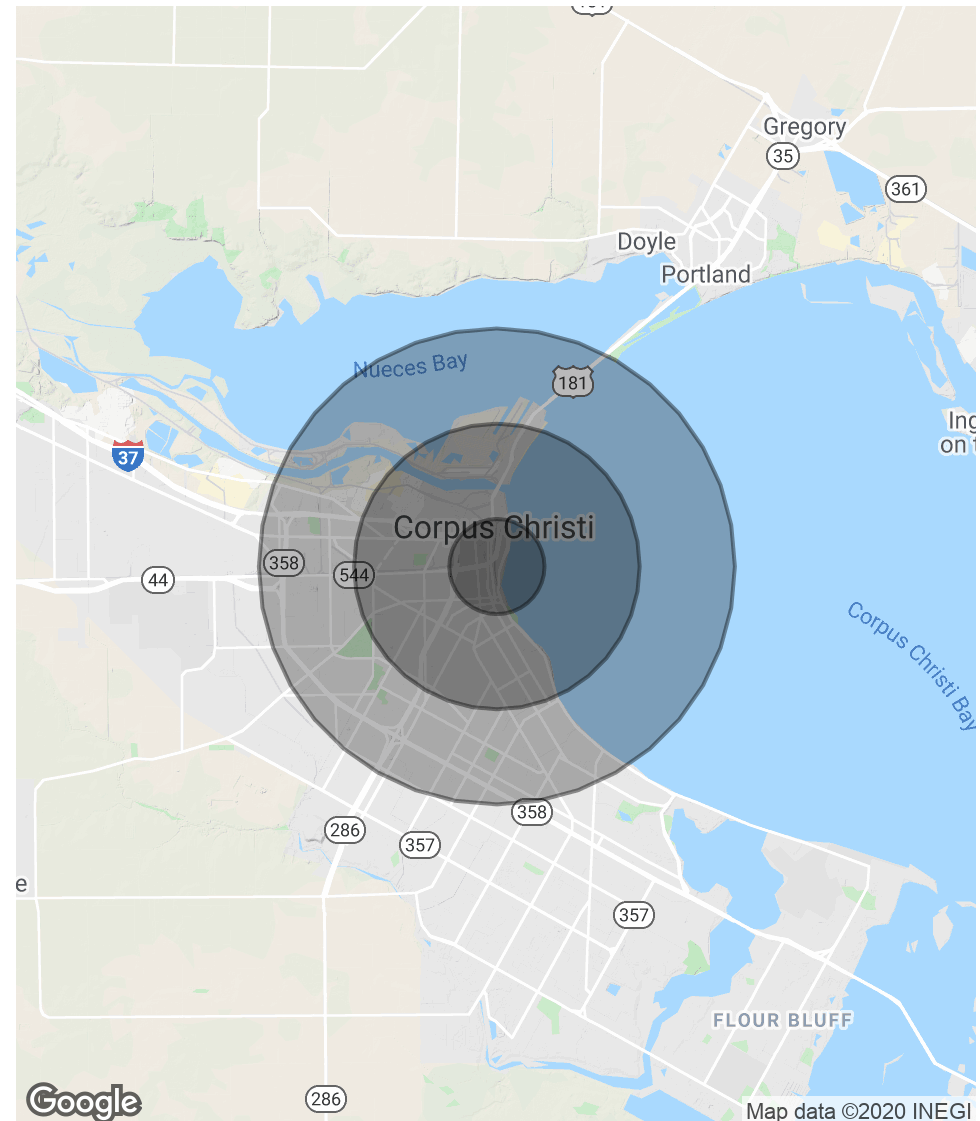 181
Gregory
35
361
Doyle
Portland
Nueces Bay
181
Ing
on t
37
Corpus Christi
358
544
44
Corpus Christi Bay
358
286
357
e
357
FLOUR BLUFF
286
Google
Map data ©2020 INEGI